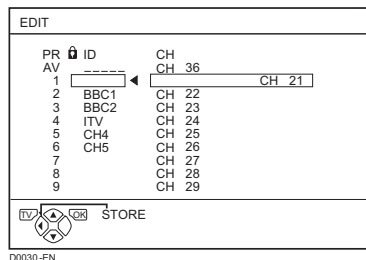 EDIT
PR ID CH
AV _ _ _ _ _ CH 36
1 CH 21
2 BBC1 CH 22
3 BBC2 CH 23
4 ITV CH 24
5 CH4 CH 25
6 CH5 CH 26
7 CH 27
8 CH 28
9 CH 29
TV OK STORE
D0030-EN